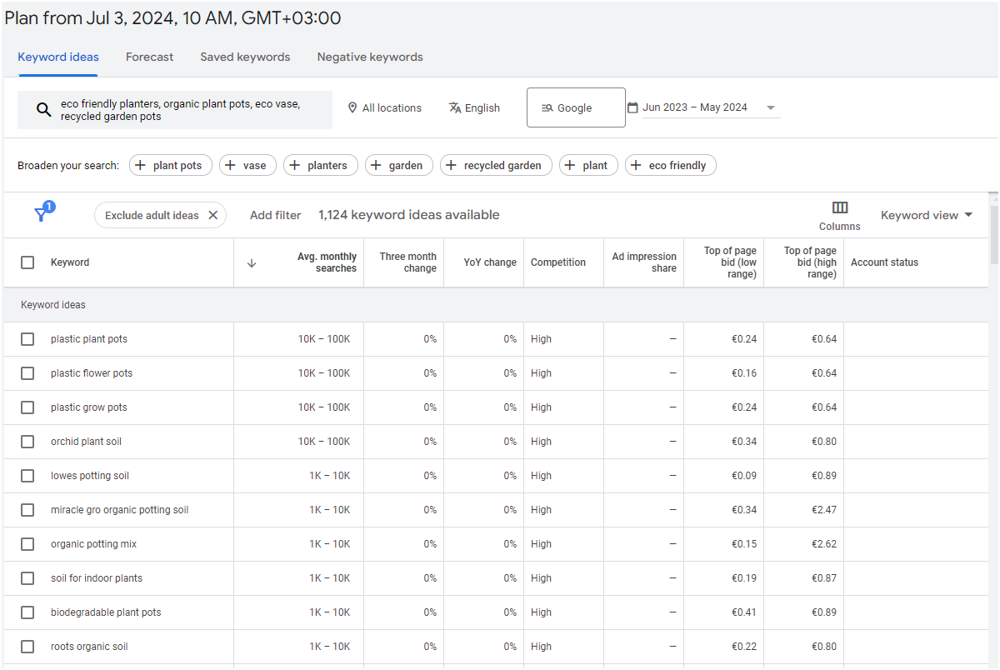 Plan from Jul 3, 2024, 10 AM, GMT+03:00
Keyword ideas Forecast Saved keywords Negative keywords
eco friendly planters, organic plant pots, eco vase,
recycled garden pots
All locations English Google Jun 2023 – May 2024
Broaden your search: plant pots vase planters garden recycled garden plant eco friendly
1
Exclude adult ideas Add filter 1,124 keyword ideas available Columns Keyword view
Keyword Avg. monthly searches Three month change YoY change Competition Ad impression share Top of page bid (low range) Top of page bid (high range) Account status
Keyword ideas
plastic plant pots 10K – 100K 0% 0% High – €0.24 €0.64
plastic flower pots 10K – 100K 0% 0% High – €0.16 €0.64
plastic grow pots 10K – 100K 0% 0% High – €0.24 €0.64
orchid plant soil 10K – 100K 0% 0% High – €0.34 €0.80
lowes potting soil 1K – 10K 0% 0% High – €0.09 €0.89
miracle gro organic potting soil 1K – 10K 0% 0% High – €0.34 €2.47
organic potting mix 1K – 10K 0% 0% High – €0.15 €2.62
soil for indoor plants 1K – 10K 0% 0% High – €0.19 €0.87
biodegradable plant pots 1K – 10K 0% 0% High – €0.41 €0.89
roots organic soil 1K – 10K 0% 0% High – €0.22 €0.80